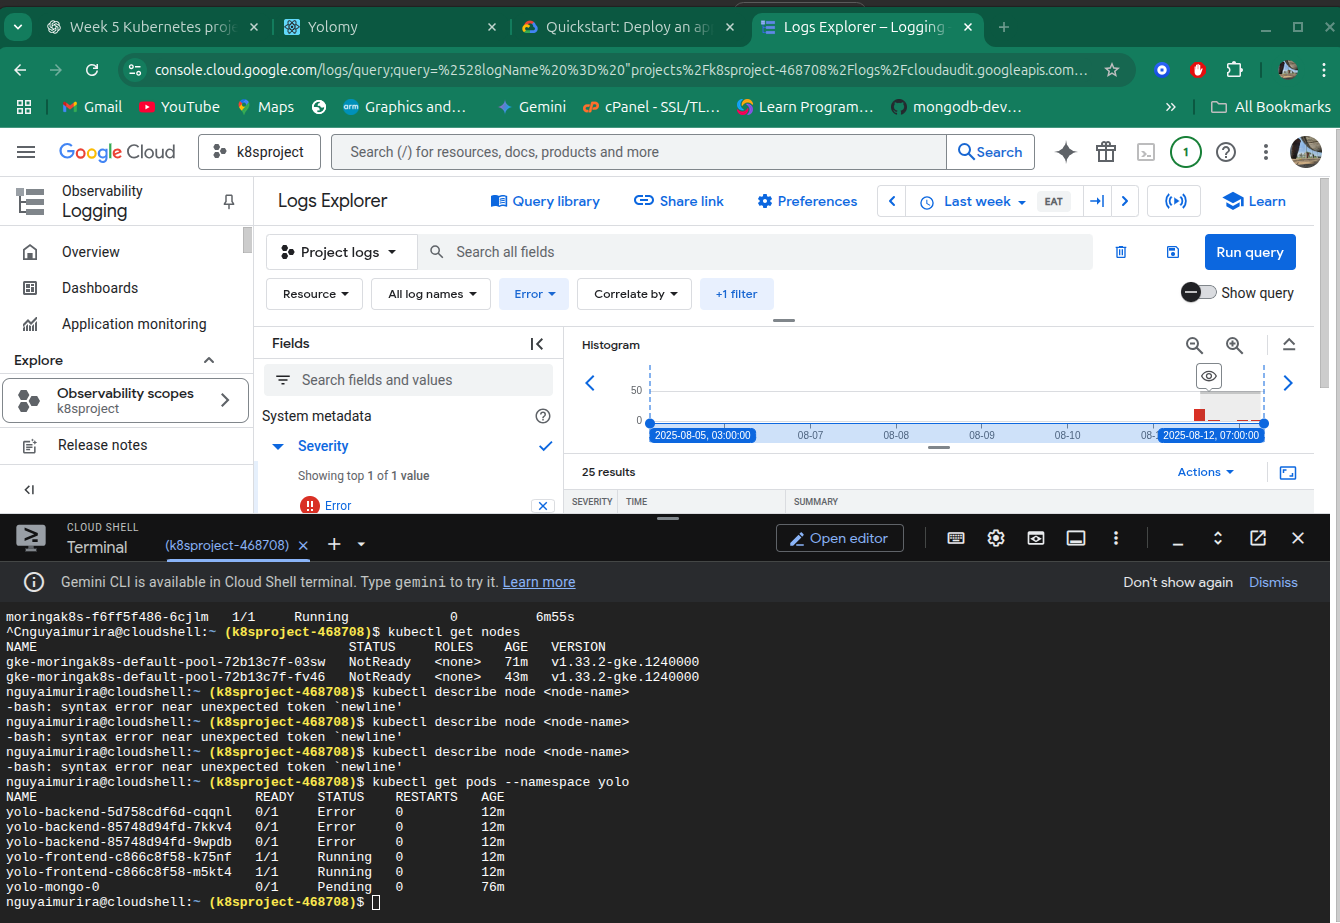 Week 5 Kubernetes proje
Yolomy
Quickstart: Deploy an app
Logs Explorer – Logging
console.cloud.google.com/logs/query;query=%2528logName%20%3D%20"projects%2Fk8sproject-468708%2Flogs%2Fcloudaudit.googleapis.com...
Gmail
YouTube
Maps
arm Graphics and...
Gemini
cP cPanel - SSL/TL...
Learn Program...
mongodb-dev...
All Bookmarks
Google Cloud
k8sproject
Search (/) for resources, docs, products and more
Search
1
Observability
Logging
Logs Explorer
Query library
Share link
Preferences
Last week
EAT
Learn
Overview
Dashboards
Application monitoring
Explore
Observability scopes
k8sproject
Release notes
Project logs
Search all fields
Run query
Resource
All log names
Error
Correlate by
+1 filter
Show query
Fields
Search fields and values
System metadata
Severity
Showing top 1 of 1 value
Error
Histogram
50
0
2025-08-05, 03:00:00
08-07
08-08
08-09
08-10
08-1
2025-08-12, 07:00:00
25 results
Actions
SEVERITY TIME SUMMARY
CLOUD SHELL
Terminal
(k8sproject-468708)
Open editor
Gemini CLI is available in Cloud Shell terminal. Type gemini to try it. Learn more
Don't show again
Dismiss
moringak8s-f6ff5f486-6cjlm 1/1 Running 0 6m55s
^Cnguyaimurira@cloudshell:~ (k8sproject-468708)$ kubectl get nodes
NAME STATUS ROLES AGE VERSION
gke-moringak8s-default-pool-72b13c7f-03sw NotReady <none> 71m v1.33.2-gke.1240000
gke-moringak8s-default-pool-72b13c7f-fv46 NotReady <none> 43m v1.33.2-gke.1240000
nguyaimurira@cloudshell:~ (k8sproject-468708)$ kubectl describe node <node-name>
-bash: syntax error near unexpected token `newline'
nguyaimurira@cloudshell:~ (k8sproject-468708)$ kubectl describe node <node-name>
-bash: syntax error near unexpected token `newline'
nguyaimurira@cloudshell:~ (k8sproject-468708)$ kubectl describe node <node-name>
-bash: syntax error near unexpected token `newline'
nguyaimurira@cloudshell:~ (k8sproject-468708)$ kubectl get pods --namespace yolo
NAME READY STATUS RESTARTS AGE
yolo-backend-5d758cdf6d-cqqnl 0/1 Error 0 12m
yolo-backend-85748d94fd-7kkv4 0/1 Error 0 12m
yolo-backend-85748d94fd-9wpdb 0/1 Error 0 12m
yolo-frontend-c866c8f58-k75nf 1/1 Running 0 12m
yolo-frontend-c866c8f58-m5kt4 1/1 Running 0 12m
yolo-mongo-0 0/1 Pending 0 76m
nguyaimurira@cloudshell:~ (k8sproject-468708)$